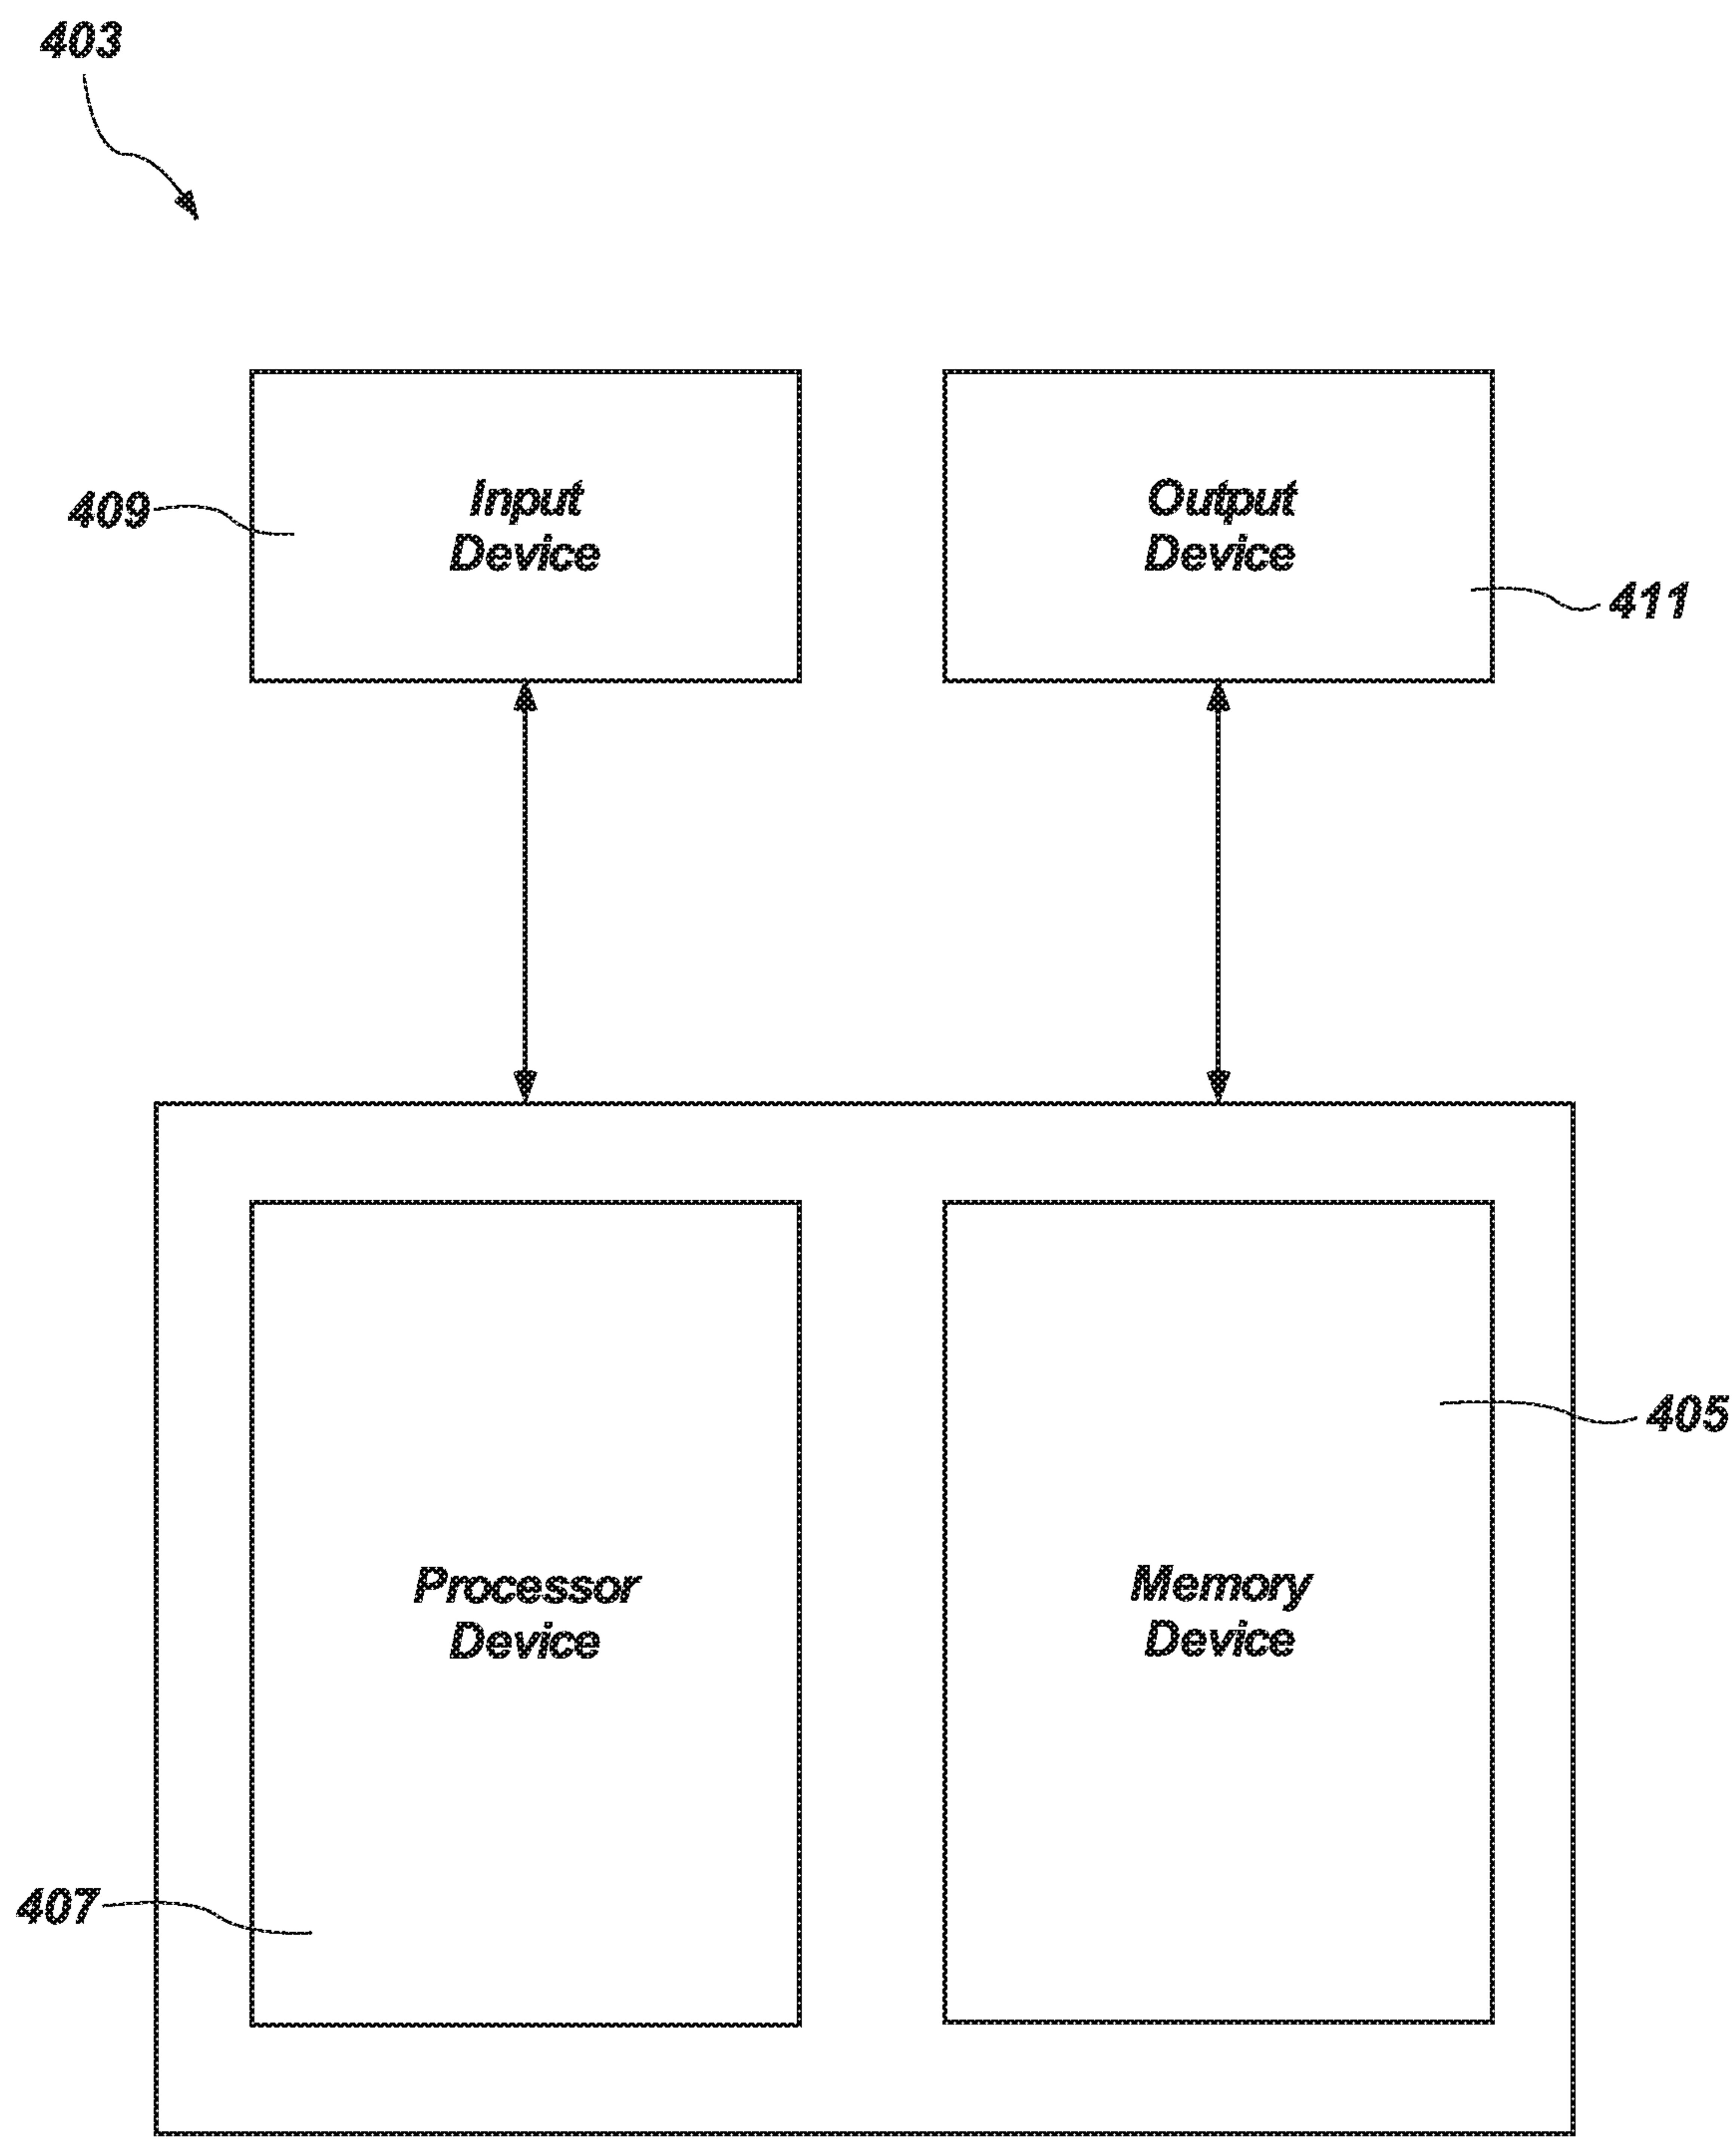 403
409
Input
Device
Output
Device
411
405
Processor
Device
Memory
Device
407